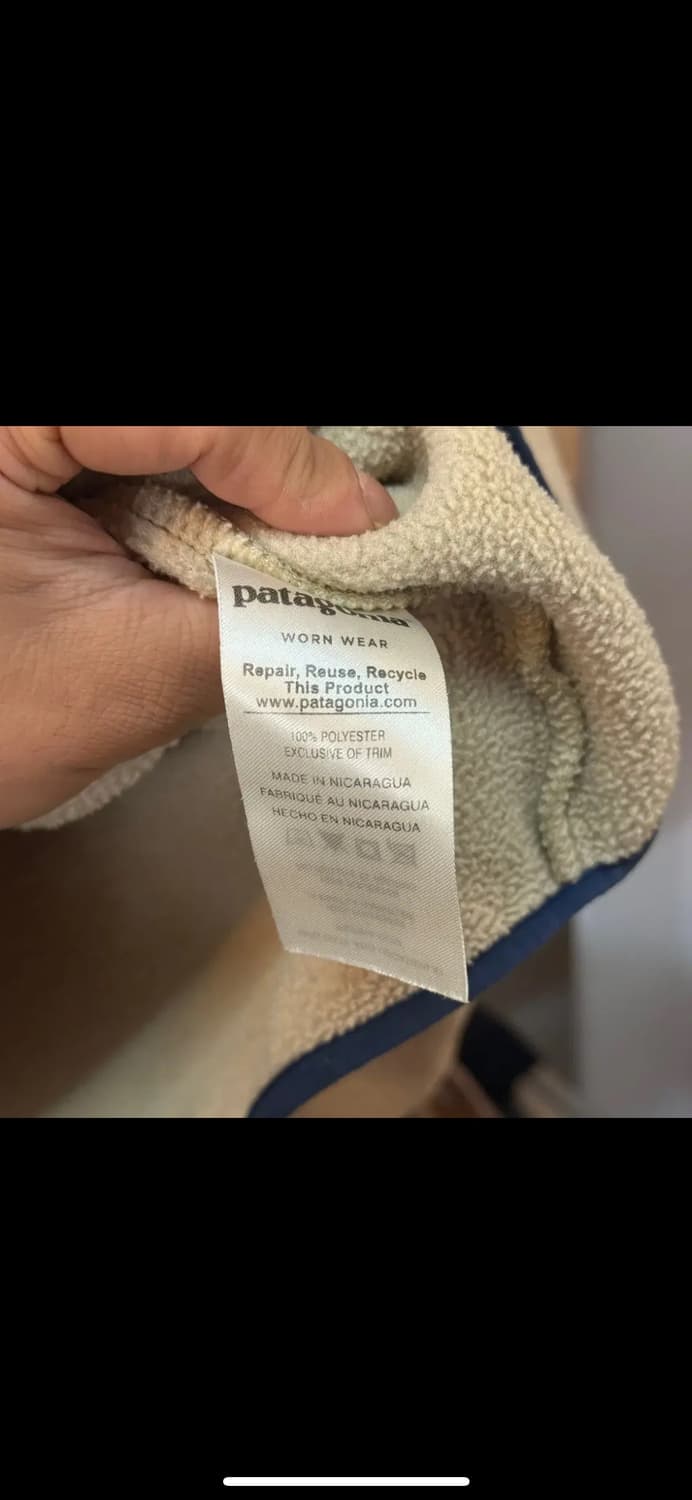 patagonia
WORN WEAR
Repair, Reuse, Recycle
This Product
www.patagonia.com
100% POLYESTER
EXCLUSIVE OF TRIM
MADE IN NICARAGUA
FABRIQUÉ AU NICARAGUA
HECHO EN NICARAGUA